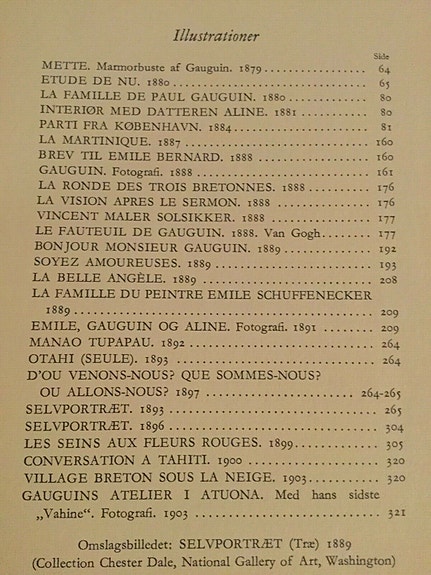 Illustrationer
Side
METTE. Marmorbuste af Gauguin. 1879 ................ 64
ETUDE DE NU. 1880 ................ 65
LA FAMILLE DE PAUL GAUGUIN. 1880 ................ 80
INTERIØR MED DATTEREN ALINE. 1881 ................ 80
PARTI FRA KØBENHAVN. 1884 ................ 81
LA MARTINIQUE. 1887 ................ 160
BREV TIL EMILE BERNARD. 1888 ................ 160
GAUGUIN. Fotografi. 1888 ................ 161
LA RONDE DES TROIS BRETONNES. 1888 ................ 176
LA VISION APRES LE SERMON. 1888 ................ 176
VINCENT MALER SOLSIKKER. 1888 ................ 177
LE FAUTEUIL DE GAUGUIN. 1888. Van Gogh ........ 177
BONJOUR MONSIEUR GAUGUIN. 1889 ................ 192
SOYEZ AMOUREUSES. 1889 ................ 193
LA BELLE ANGÈLE. 1889 ................ 208
LA FAMILLE DU PEINTRE EMILE SCHUFFENECKER
1889 ................ 209
EMILE, GAUGUIN OG ALINE. Fotografi. 1891 ........ 209
MANAO TUPAPAU. 1892 ................ 264
OTAHI (SEULE). 1893 ................ 264
D'OU VENONS-NOUS? QUE SOMMES-NOUS?
OU ALLONS-NOUS? 1897 ................ 264-265
SELVPORTRÆT. 1893 ................ 265
SELVPORTRÆT. 1896 ................ 304
LES SEINS AUX FLEURS ROUGES. 1899 ................ 305
CONVERSATION A TAHITI. 1900 ................ 320
VILLAGE BRETON SOUS LA NEIGE. 1903 ................ 320
GAUGUINS ATELIER I ATUONA. Med hans sidste
„Vahine“. Fotografi. 1903 ................ 321
Omslagsbilledet: SELVPORTRÆT (Træ) 1889
(Collection Chester Dale, National Gallery of Art, Washington)